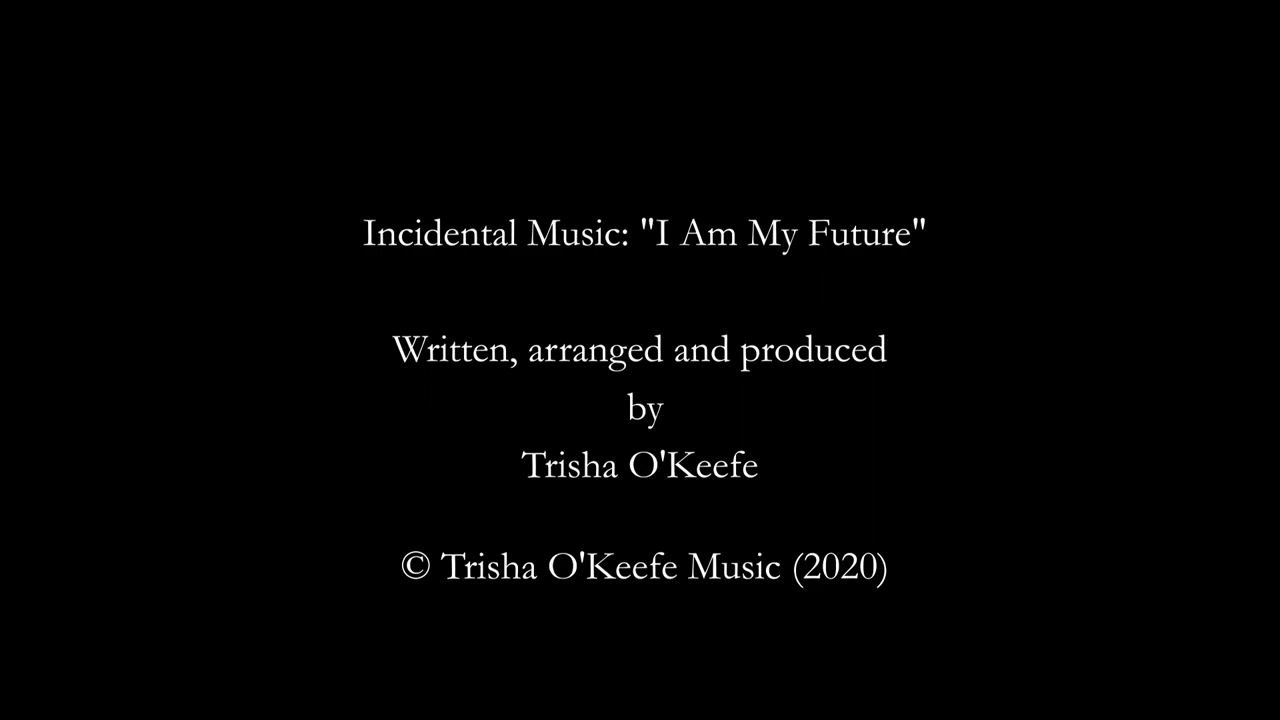 Incidental Music: "I Am My Future"
Written, arranged and produced
by
Trisha O'Keefe
© Trisha O'Keefe Music (2020)